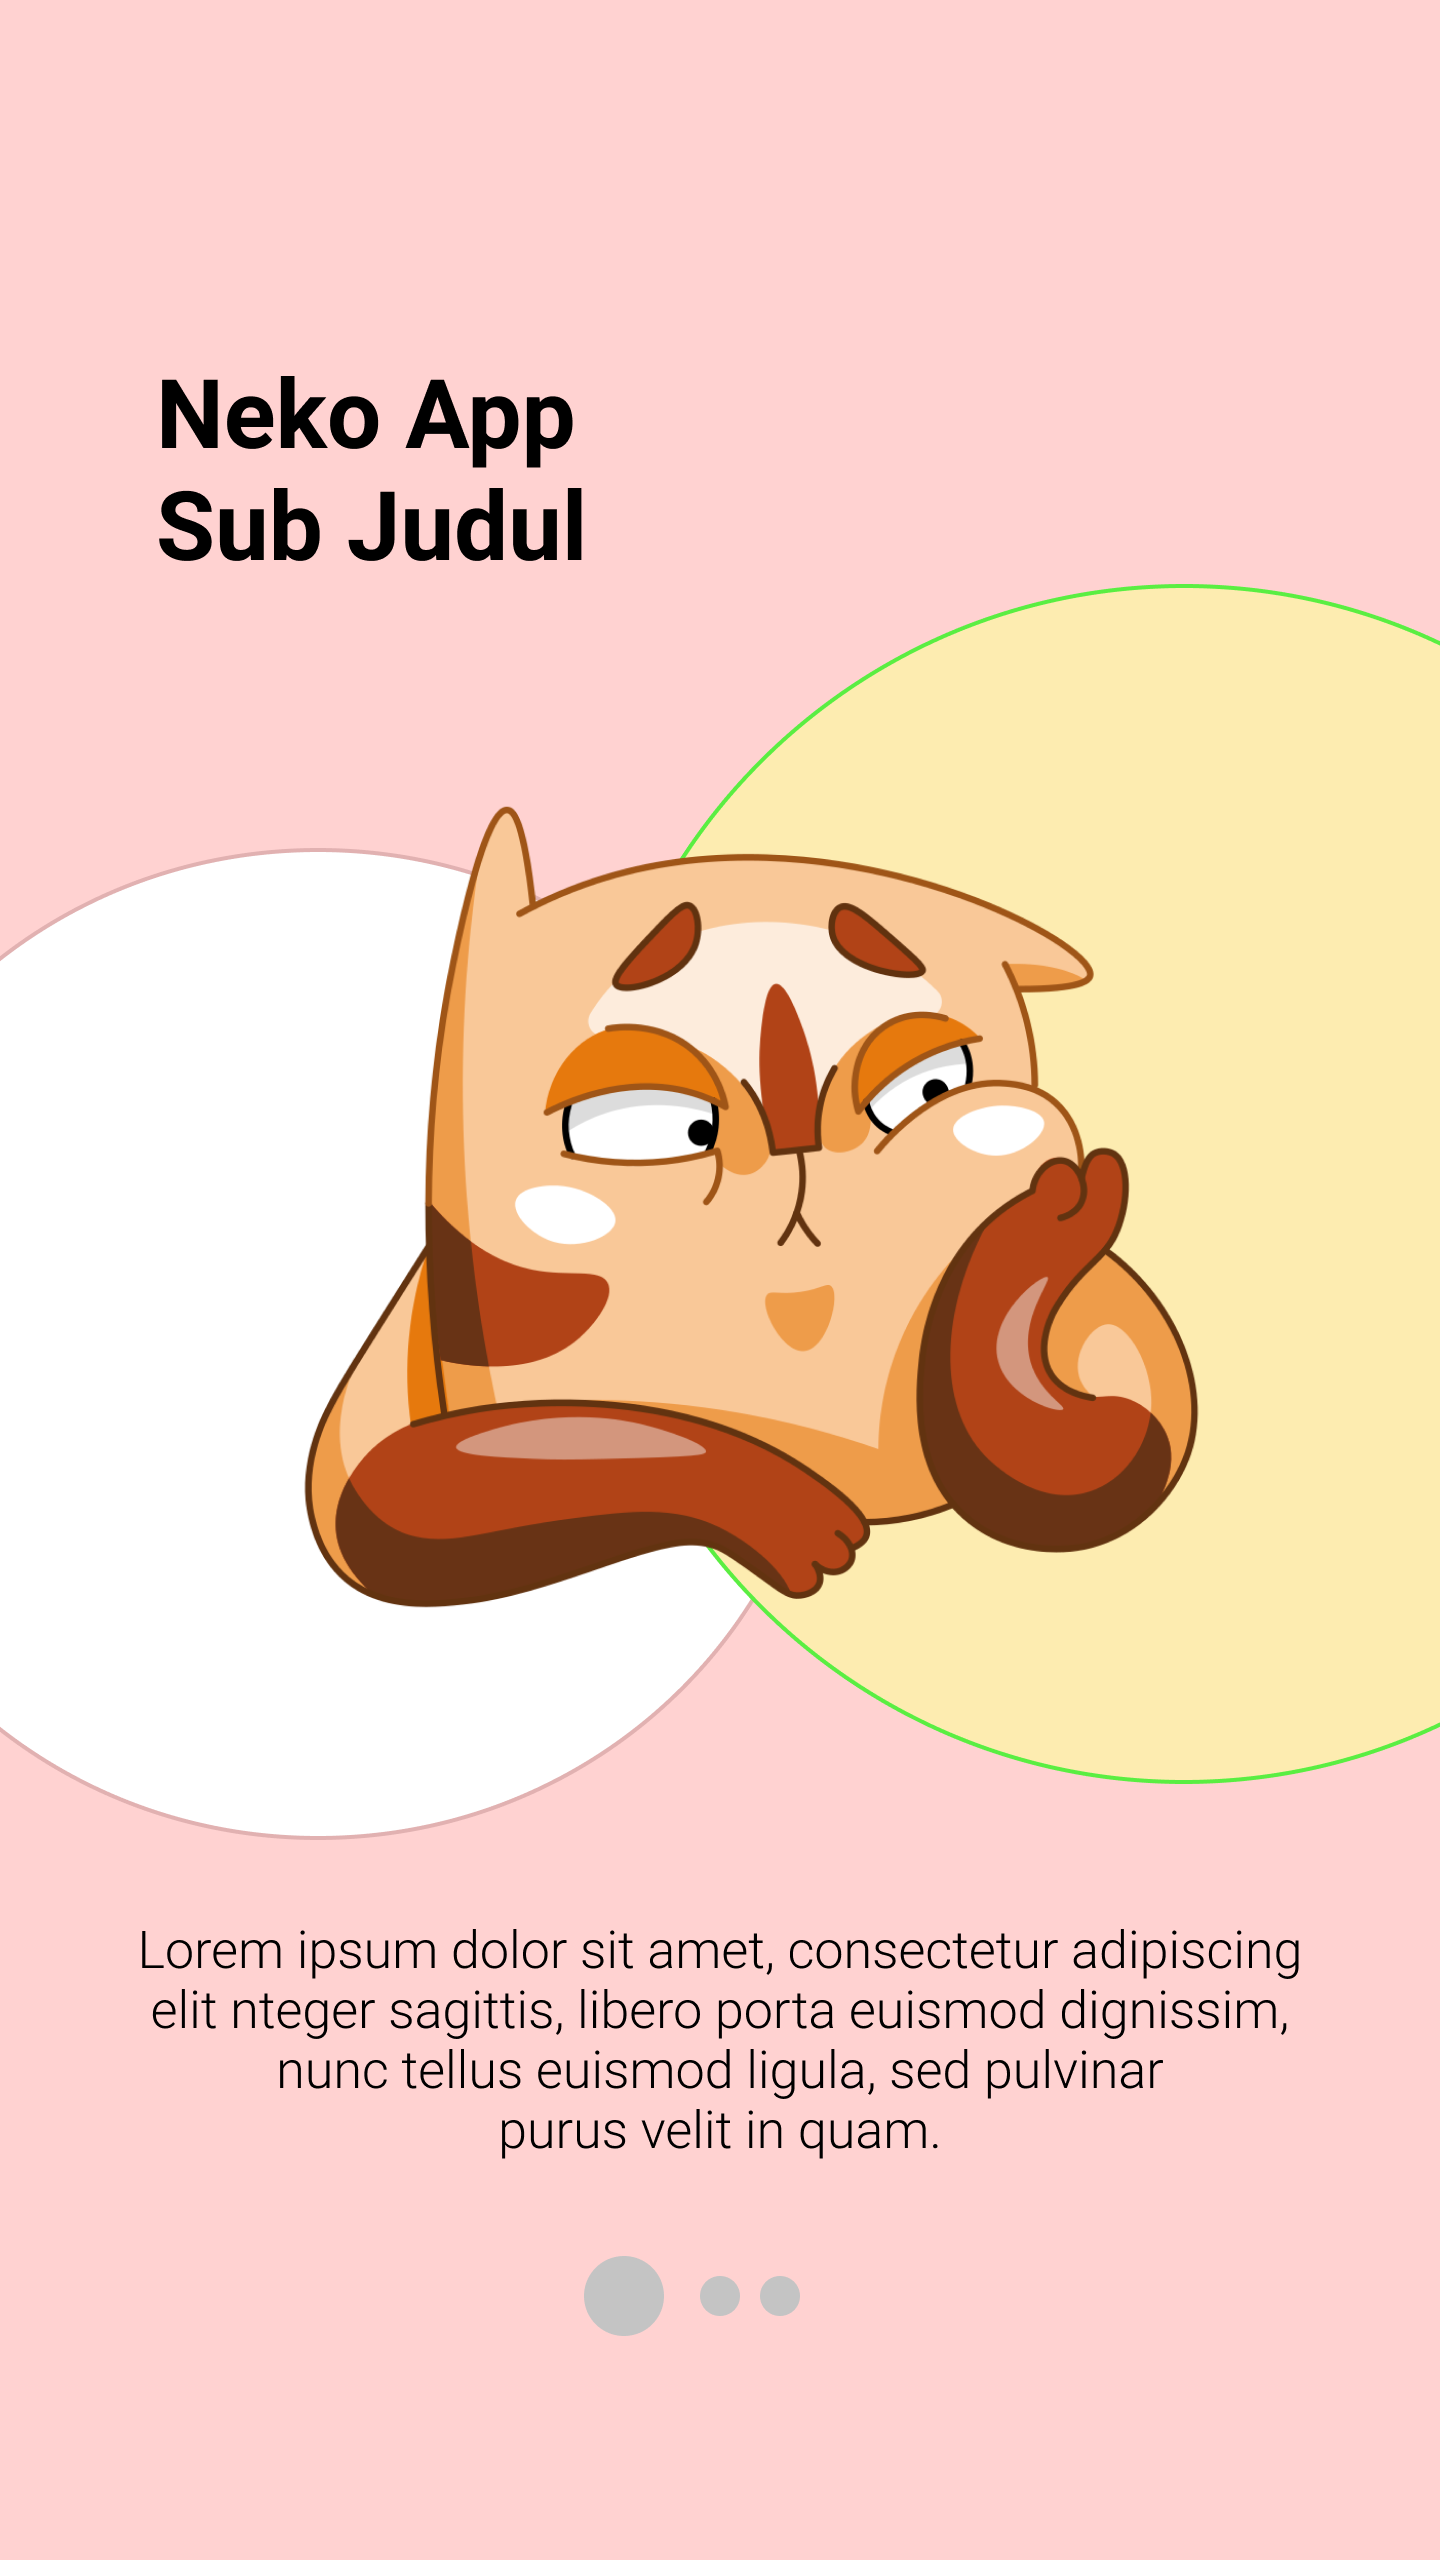 Neko App
Sub Judul
Lorem ipsum dolor sit amet, consectetur adipiscing
elit nteger sagittis, libero porta euismod dignissim,
nunc tellus euismod ligula, sed pulvinar
purus velit in quam.